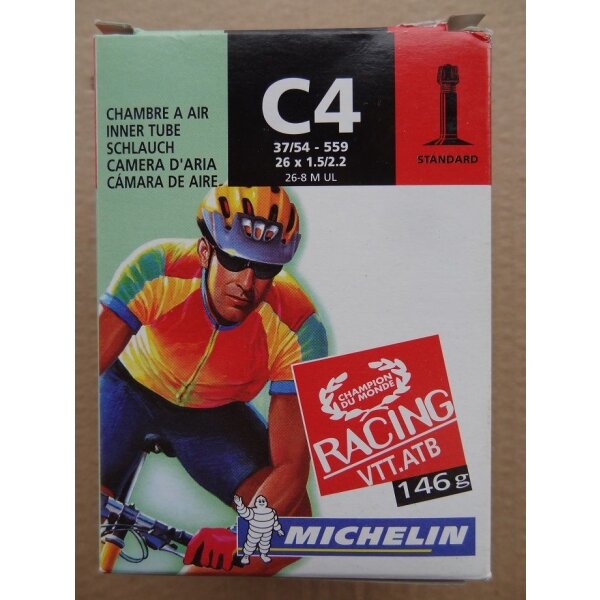 CHAMBRE A AIR
INNER TUBE
SCHLAUCH
CAMERA D'ARIA
CÁMARA DE AIRE
C4
37/54 - 559
26 x 1.5/2.2
26-8 M UL
STANDARD
CHAMPION
DU MONDE
RACING
VTT.ATB
146g
MICHELIN